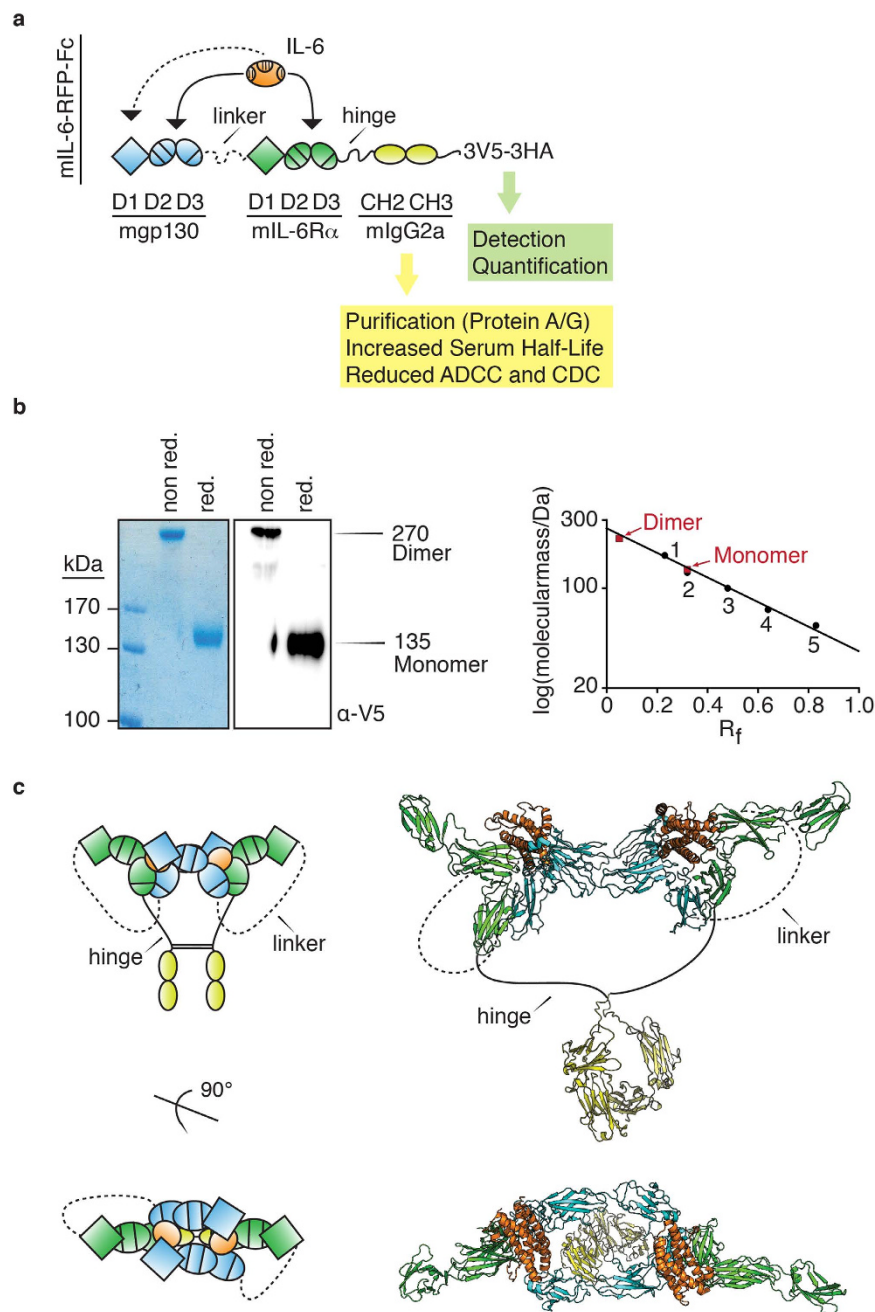 a
mIL-6-RFP-Fc
IL-6
linker
hinge
3V5-3HA
D1 D2 D3
D1 D2 D3
CH2 CH3
mgp130
mIL-6Rα
mIgG2a
Detection
Quantification
Purification (Protein A/G)
Increased Serum Half-Life
Reduced ADCC and CDC
b
non red.
red.
non red.
red.
kDa
170
130
100
270
Dimer
135
Monomer
α-V5
log(molecularmass/Da)
300
100
20
Dimer
1
Monomer
2
3
4
5
0
0.2
0.4
0.6
0.8
1.0
Rf
c
hinge
linker
linker
hinge
90°